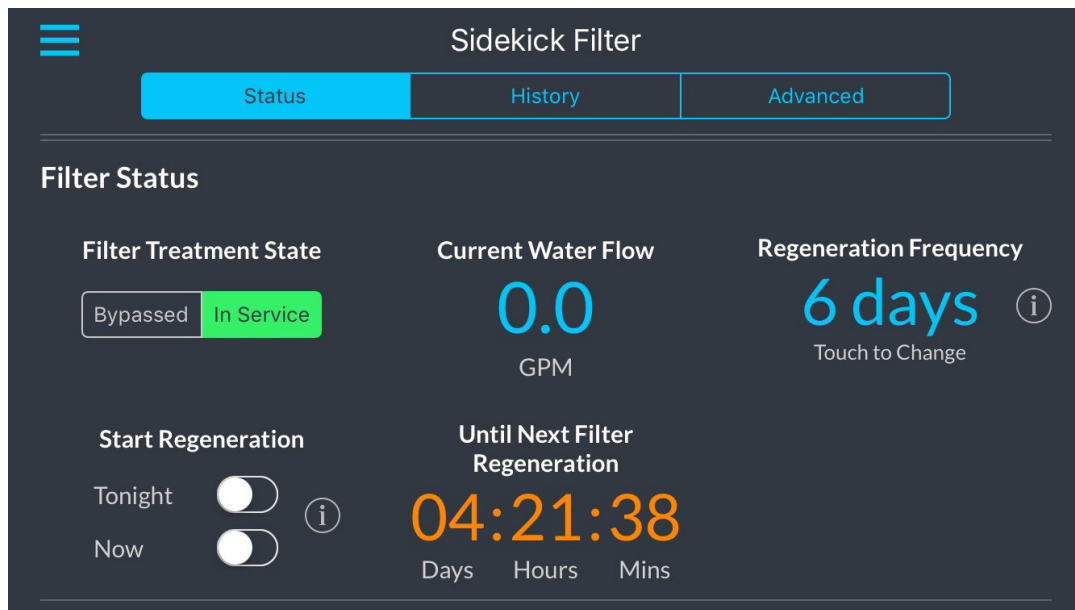 Sidekick Filter
Status History Advanced
Filter Status
Filter Treatment State
Bypassed In Service
Current Water Flow
0.0
GPM
Regeneration Frequency
6 days
i
Touch to Change
Start Regeneration
Tonight
Now
i
Until Next Filter
Regeneration
04:21:38
Days Hours Mins